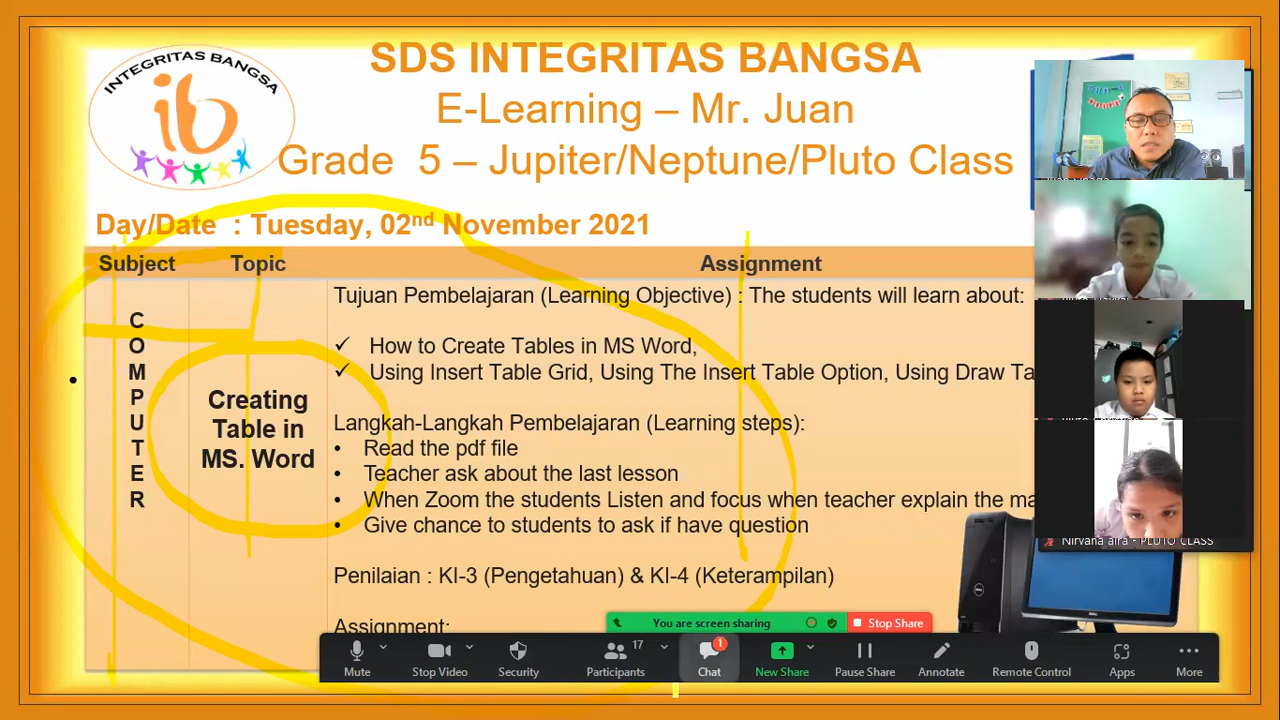 INTEGRITAS BANGSA
ib
SDS INTEGRITAS BANGSA
E-Learning – Mr. Juan
Grade 5 – Jupiter/Neptune/Pluto Class
Day/Date : Tuesday, 02nd November 2021
Subject Topic Assignment
COMPUTER
Creating
Table in
MS. Word
Tujuan Pembelajaran (Learning Objective) : The students will learn about:
✓ How to Create Tables in MS Word,
✓ Using Insert Table Grid, Using The Insert Table Option, Using Draw Ta
Langkah-Langkah Pembelajaran (Learning steps):
• Read the pdf file
• Teacher ask about the last lesson
• When Zoom the students Listen and focus when teacher explain the ma
• Give chance to students to ask if have question
Penilaian : KI-3 (Pengetahuan) & KI-4 (Keterampilan)
Assignment:
Nirvana aira - PLUTO CLASS
You are screen sharing Stop Share
17
1
Mute Stop Video Security Participants Chat New Share Pause Share Annotate Remote Control Apps More